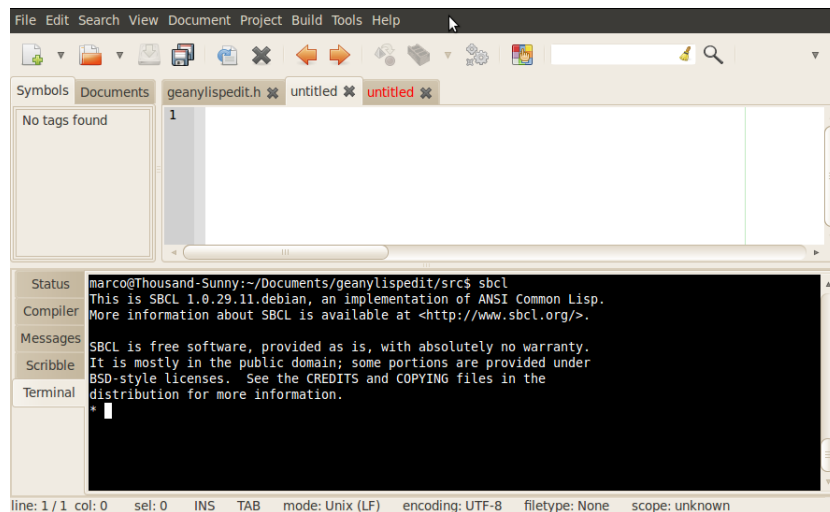 File Edit Search View Document Project Build Tools Help
Symbols Documents geanylispedit.h untitled untitled
No tags found
1
Status
Compiler
Messages
Scribble
Terminal
marco@Thousand-Sunny:~/Documents/geanylispedit/src$ sbcl
This is SBCL 1.0.29.11.debian, an implementation of ANSI Common Lisp.
More information about SBCL is available at <http://www.sbcl.org/>.
SBCL is free software, provided as is, with absolutely no warranty.
It is mostly in the public domain; some portions are provided under
BSD-style licenses.  See the CREDITS and COPYING files in the
distribution for more information.
*
line: 1 / 1 col: 0 sel: 0 INS TAB mode: Unix (LF) encoding: UTF-8 filetype: None scope: unknown